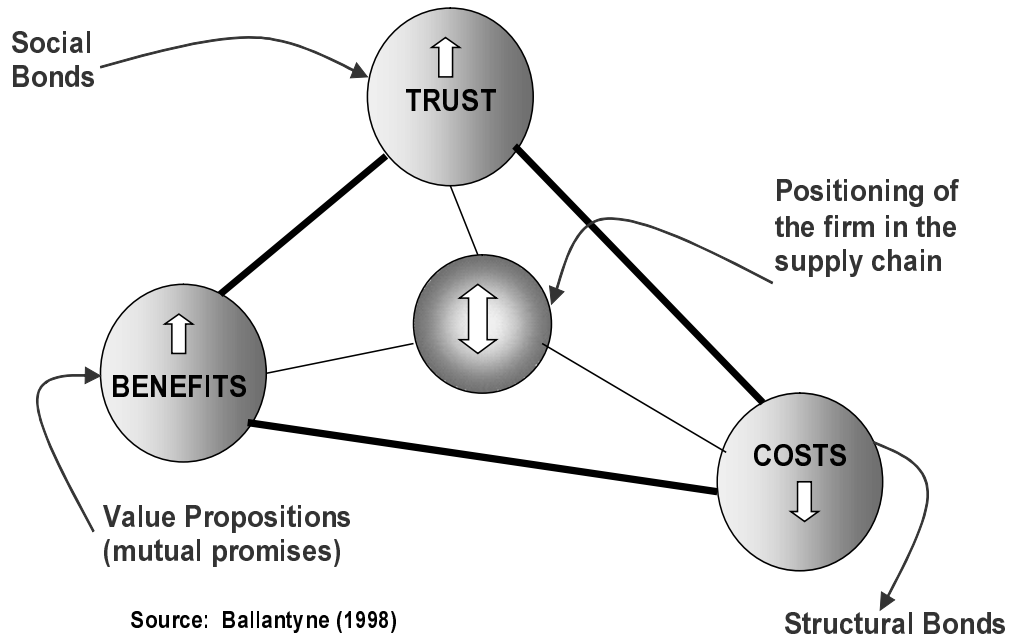 Social
Bonds
TRUST
Positioning of
the firm in the
supply chain
BENEFITS
COSTS
Value Propositions
(mutual promises)
Source: Ballantyne (1998)
Structural Bonds